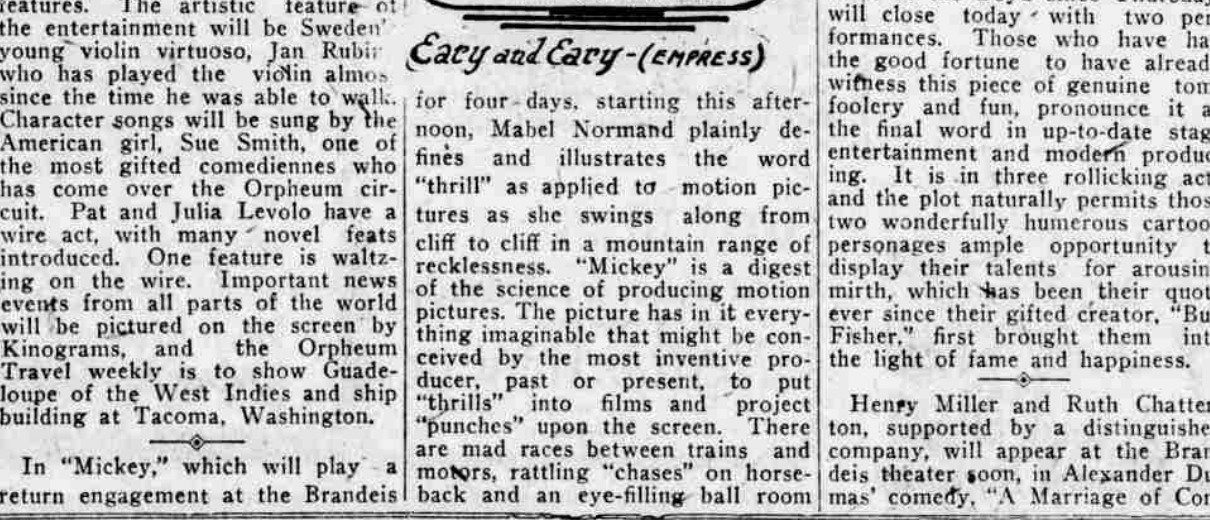 features. The artistic feature of
the entertainment will be Sweden'
young violin virtuoso, Jan Rubi
who has played the violin almos
since the time he was able to walk.
Character songs will be sung by the
American girl, Sue Smith, one of
the most gifted comediennes who
has come over the Orpheum cir-
cuit. Pat and Julia Levolo have a
wire act, with many novel feats
introduced. One feature is waltz-
ing on the wire. Important news
events from all parts of the world
will be pictured on the screen by
Kinograms, and the Orpheum
Travel weekly is to show Guade-
loupe of the West Indies and ship
building at Tacoma, Washington.
In "Mickey," which will play a
return engagement at the Brandeis
Eary and Eary-(EMPRESS)
for four days, starting this after-
noon, Mabel Normand plainly de-
fines and illustrates the word
"thrill" as applied to motion pic-
tures as she swings along from
cliff to cliff in a mountain range of
recklessness. "Mickey" is a digest
of the science of producing motion
pictures. The picture has in it every-
thing imaginable that might be con-
ceived by the most inventive pro-
ducer, past or present, to put
"thrills" into films and project
"punches" upon the screen. There
are mad races between trains and
motors, rattling "chases" on horse-
back and an eye-filling ball room
will close today with two per
formances. Those who have ha
the good fortune to have alread
witness this piece of genuine tom
foolery and fun, pronounce it a
the final word in up-to-date stag
entertainment and modern produc
ing. It is in three rollicking act
and the plot naturally permits thos
two wonderfully humerous cartoo
personages ample opportunity t
display their talents for arousin
mirth, which has been their quot
ever since their gifted creator, "Bu
Fisher," first brought them int
the light of fame and happiness.
Henry Miller and Ruth Chatter
ton, supported by a distinguishe
company, will appear at the Bran
deis theater soon, in Alexander Du
mas' comedy, "A Marriage of Con